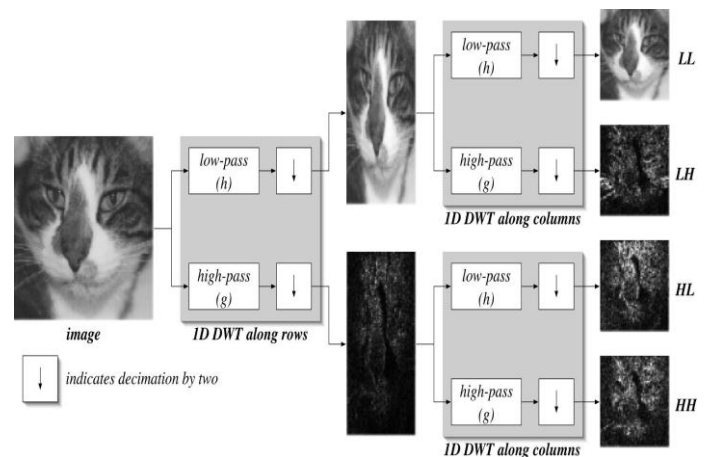 low-pass
(h)
↓
LL
high-pass
(g)
↓
LH
1D DWT along columns
low-pass
(h)
↓
high-pass
(g)
↓
image
1D DWT along rows
↓ indicates decimation by two
low-pass
(h)
↓
HL
high-pass
(g)
↓
HH
1D DWT along columns